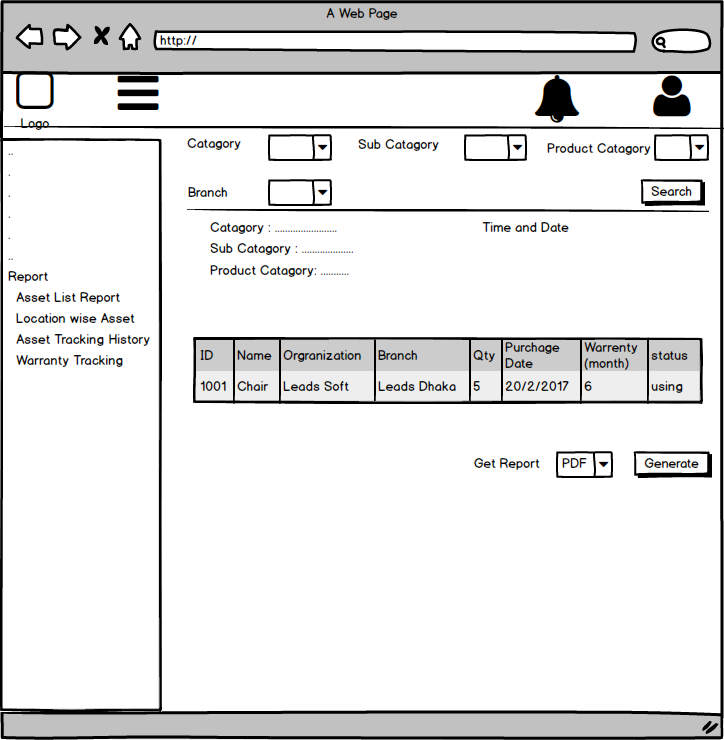 A Web Page
http://
Logo
..
.
.
.
.
..
Report
Asset List Report
Location wise Asset
Asset Tracking History
Warranty Tracking
Catagory Sub Catagory Product Catagory
Branch Search
Catagory : ........................ Time and Date
Sub Catagory : ....................
Product Catagory: ...........
ID Name Orgranization Branch Qty Purchage Date Warrenty (month) status
1001 Chair Leads Soft Leads Dhaka 5 20/2/2017 6 using
Get Report PDF Generate